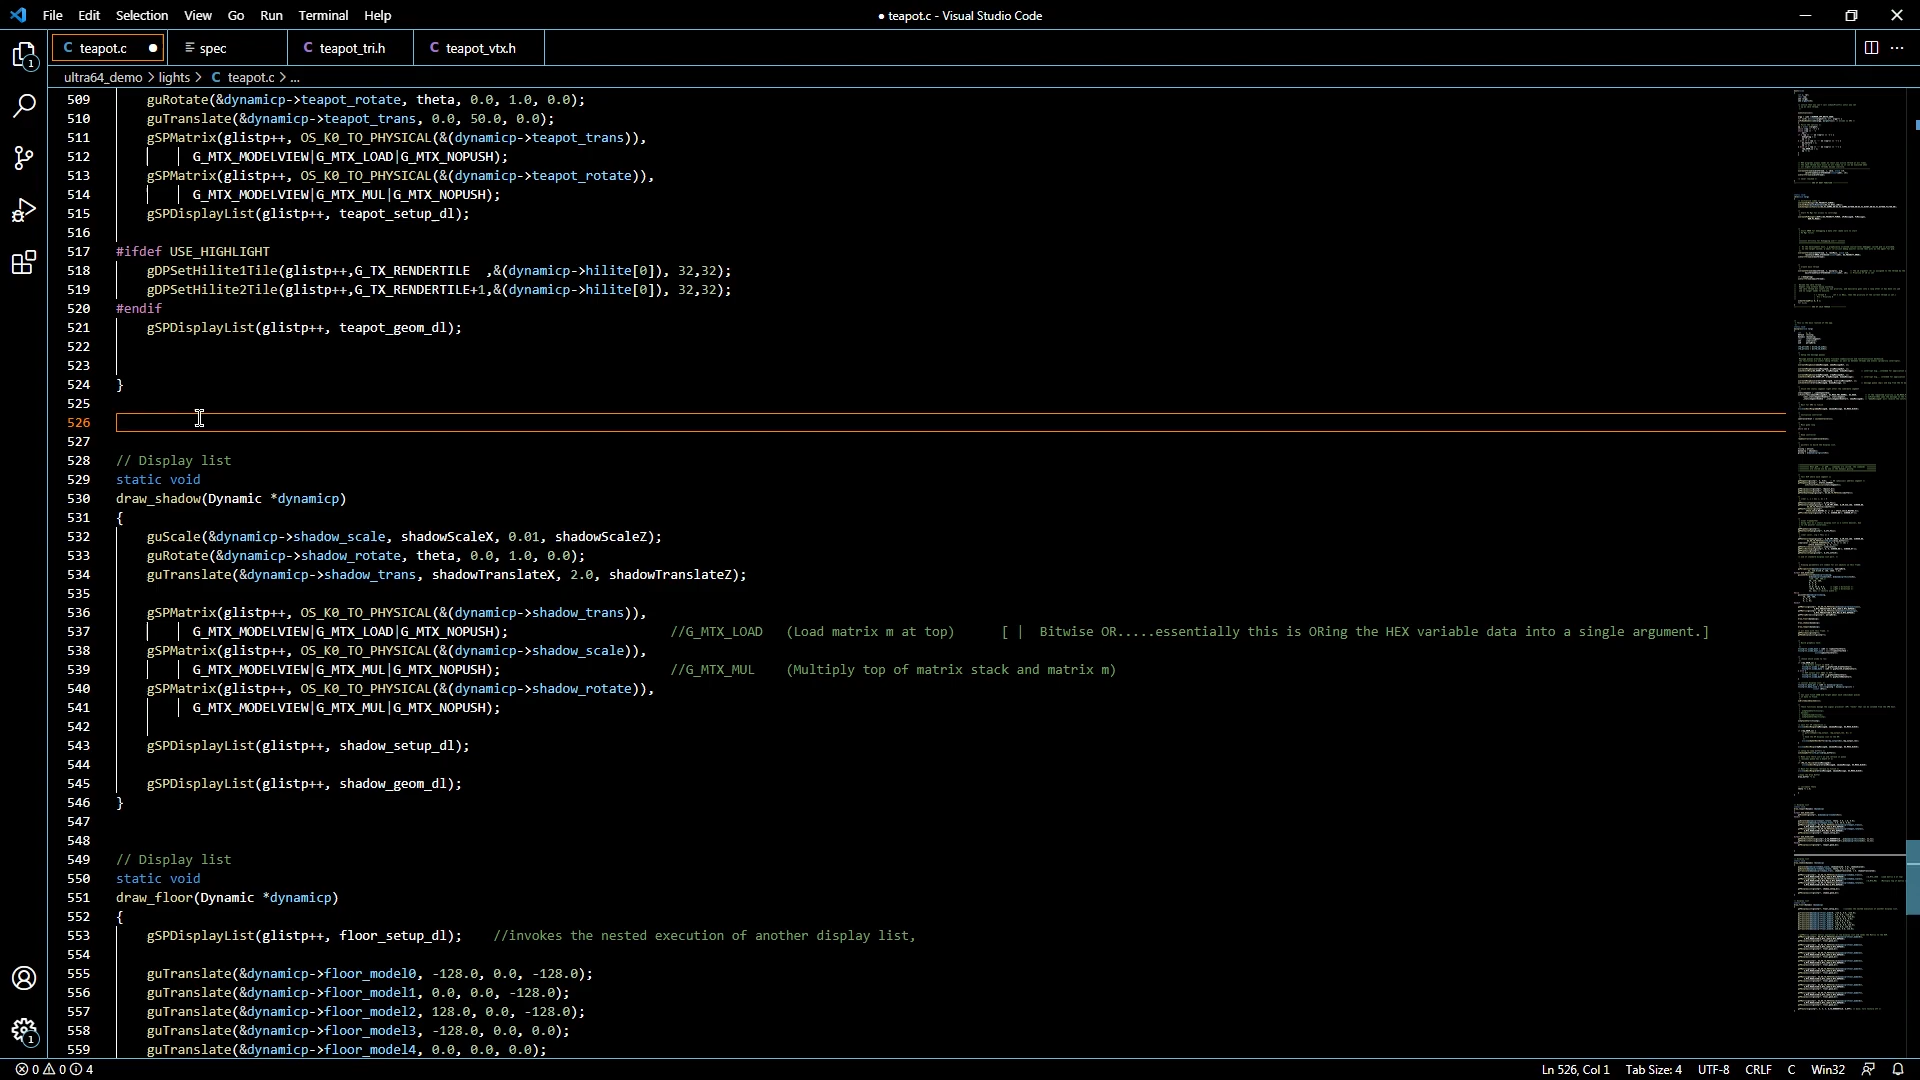 File Edit Selection View Go Run Terminal Help
● teapot.c - Visual Studio Code
C teapot.c ●
spec
C teapot_tri.h
C teapot_vtx.h
ultra64_demo > lights > C teapot.c > ...
509 guRotate(&dynamicp->teapot_rotate, theta, 0.0, 1.0, 0.0);
510 guTranslate(&dynamicp->teapot_trans, 0.0, 50.0, 0.0);
511 gSPMatrix(glistp++, OS_K0_TO_PHYSICAL(&(dynamicp->teapot_trans)),
512 G_MTX_MODELVIEW|G_MTX_LOAD|G_MTX_NOPUSH);
513 gSPMatrix(glistp++, OS_K0_TO_PHYSICAL(&(dynamicp->teapot_rotate)),
514 G_MTX_MODELVIEW|G_MTX_MUL|G_MTX_NOPUSH);
515 gSPDisplayList(glistp++, teapot_setup_dl);
516
517 #ifdef USE_HIGHLIGHT
518 gDPSetHilite1Tile(glistp++,G_TX_RENDERTILE ,&(dynamicp->hilite[0]), 32,32);
519 gDPSetHilite2Tile(glistp++,G_TX_RENDERTILE+1,&(dynamicp->hilite[0]), 32,32);
520 #endif
521 gSPDisplayList(glistp++, teapot_geom_dl);
522
523
524 }
525
526
527
528 // Display list
529 static void
530 draw_shadow(Dynamic *dynamicp)
531 {
532 guScale(&dynamicp->shadow_scale, shadowScaleX, 0.01, shadowScaleZ);
533 guRotate(&dynamicp->shadow_rotate, theta, 0.0, 1.0, 0.0);
534 guTranslate(&dynamicp->shadow_trans, shadowTranslateX, 2.0, shadowTranslateZ);
535
536 gSPMatrix(glistp++, OS_K0_TO_PHYSICAL(&(dynamicp->shadow_trans)),
537 G_MTX_MODELVIEW|G_MTX_LOAD|G_MTX_NOPUSH); //G_MTX_LOAD (Load matrix m at top) [ | Bitwise OR.....essentially this is ORing the HEX variable data into a single argument.]
538 gSPMatrix(glistp++, OS_K0_TO_PHYSICAL(&(dynamicp->shadow_scale)),
539 G_MTX_MODELVIEW|G_MTX_MUL|G_MTX_NOPUSH); //G_MTX_MUL (Multiply top of matrix stack and matrix m)
540 gSPMatrix(glistp++, OS_K0_TO_PHYSICAL(&(dynamicp->shadow_rotate)),
541 G_MTX_MODELVIEW|G_MTX_MUL|G_MTX_NOPUSH);
542
543 gSPDisplayList(glistp++, shadow_setup_dl);
544
545 gSPDisplayList(glistp++, shadow_geom_dl);
546 }
547
548
549 // Display list
550 static void
551 draw_floor(Dynamic *dynamicp)
552 {
553 gSPDisplayList(glistp++, floor_setup_dl); //invokes the nested execution of another display list,
554
555 guTranslate(&dynamicp->floor_model0, -128.0, 0.0, -128.0);
556 guTranslate(&dynamicp->floor_model1, 0.0, 0.0, -128.0);
557 guTranslate(&dynamicp->floor_model2, 128.0, 0.0, -128.0);
558 guTranslate(&dynamicp->floor_model3, -128.0, 0.0, 0.0);
559 guTranslate(&dynamicp->floor_model4, 0.0, 0.0, 0.0);
1
1
0 0 4
Ln 526, Col 1 Tab Size: 4 UTF-8 CRLF C Win32